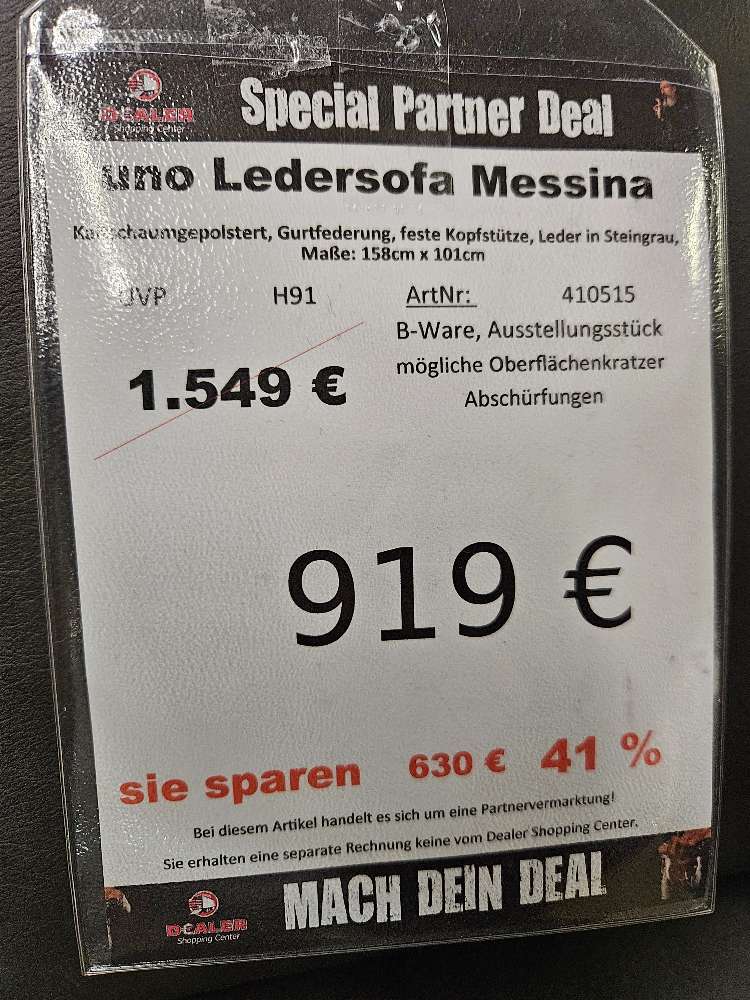 DEALER
Shopping Center
Special Partner Deal
uno Ledersofa Messina
Kaltschaumgepolstert, Gurtfederung, feste Kopfstütze, Leder in Steingrau,
Maße: 158cm x 101cm
UVP H91 ArtNr: 410515
B-Ware, Ausstellungsstück
mögliche Oberflächenkratzer
Abschürfungen
1.549 €
919 €
sie sparen 630 € 41 %
Bei diesem Artikel handelt es sich um eine Partnervermarktung!
Sie erhalten eine separate Rechnung keine vom Dealer Shopping Center.
DEALER
Shopping Center
MACH DEIN DEAL